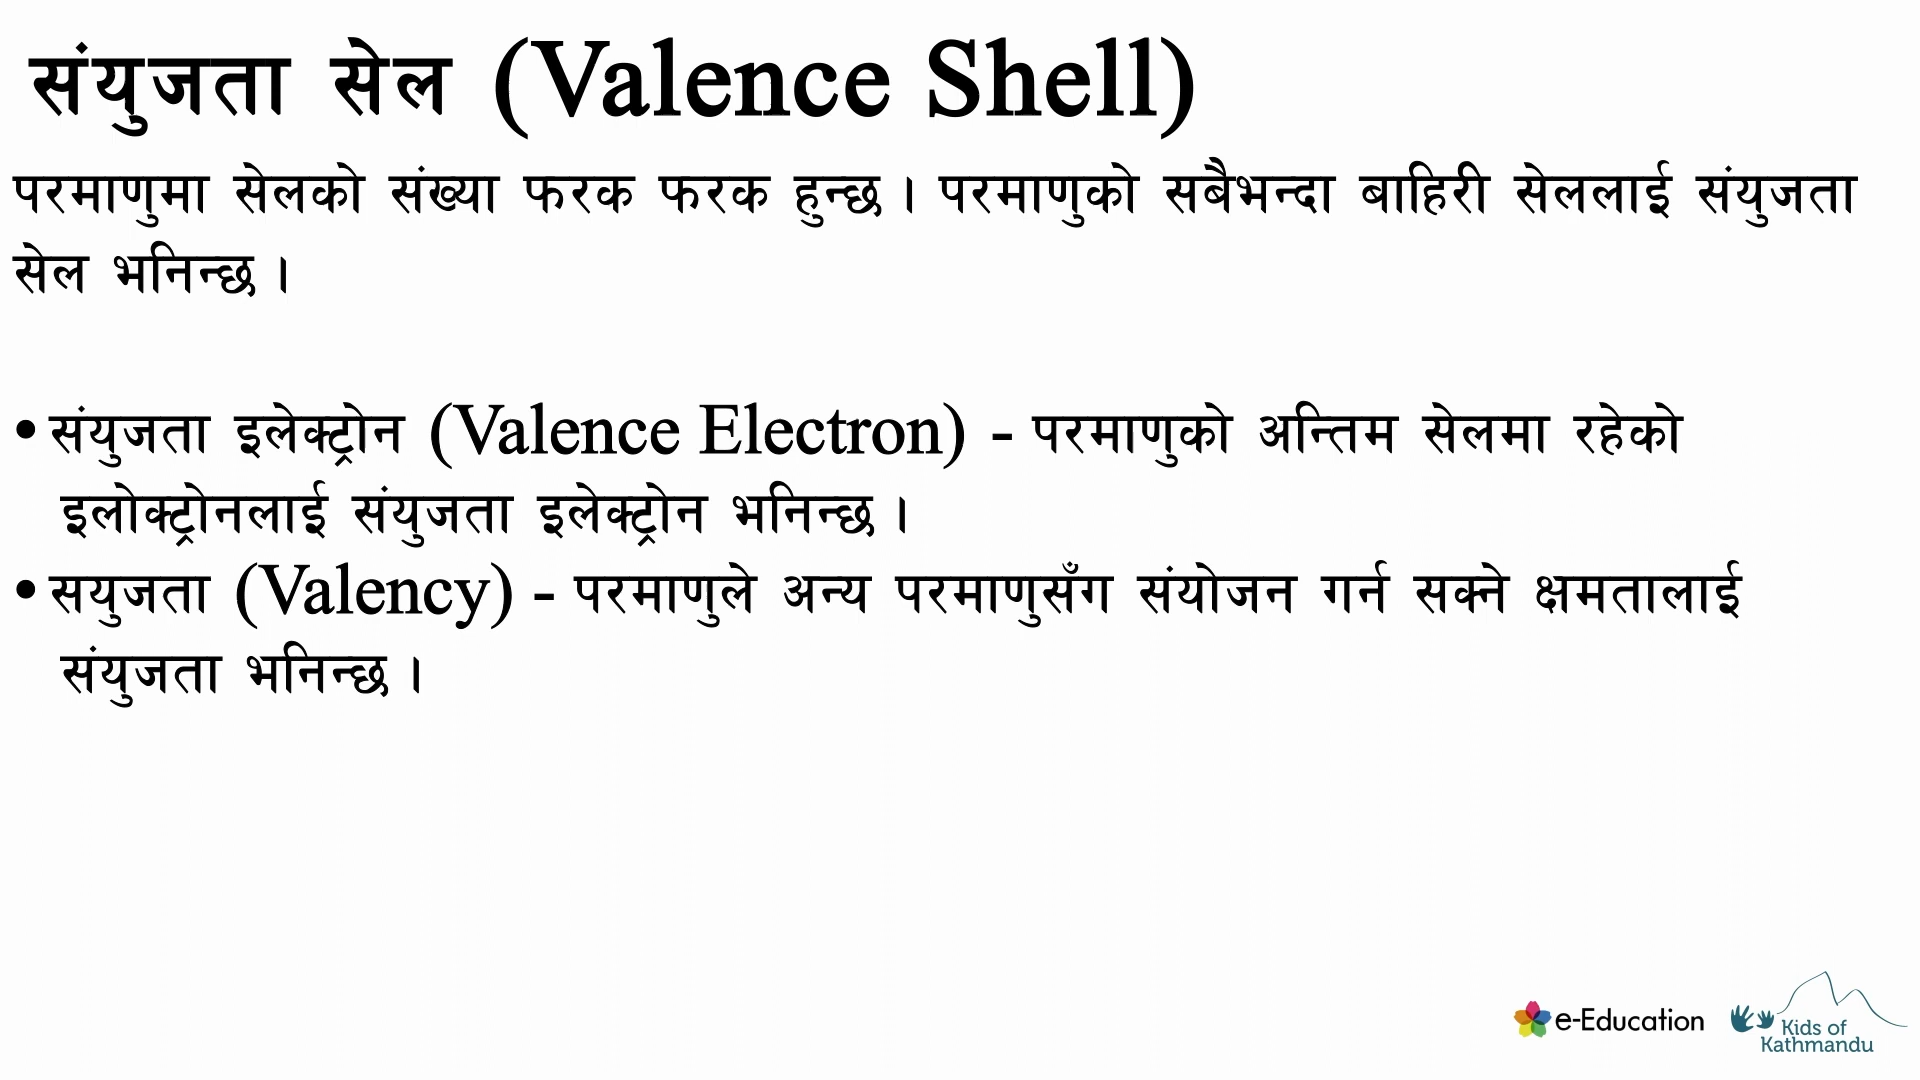 संयुजता सेल (Valence Shell)
परमाणुमा सेलको संख्या फरक फरक हुन्छ । परमाणुको सबैभन्दा बाहिरी सेललाई संयुजता
सेल भनिन्छ ।
• संयुजता इलेक्ट्रोन (Valence Electron) - परमाणुको अन्तिम सेलमा रहेको
इलोक्ट्रोनलाई संयुजता इलेक्ट्रोन भनिन्छ ।
• सयुजता (Valency) - परमाणुले अन्य परमाणुसँग संयोजन गर्न सक्ने क्षमतालाई
संयुजता भनिन्छ ।
e-Education
Kids of
Kathmandu